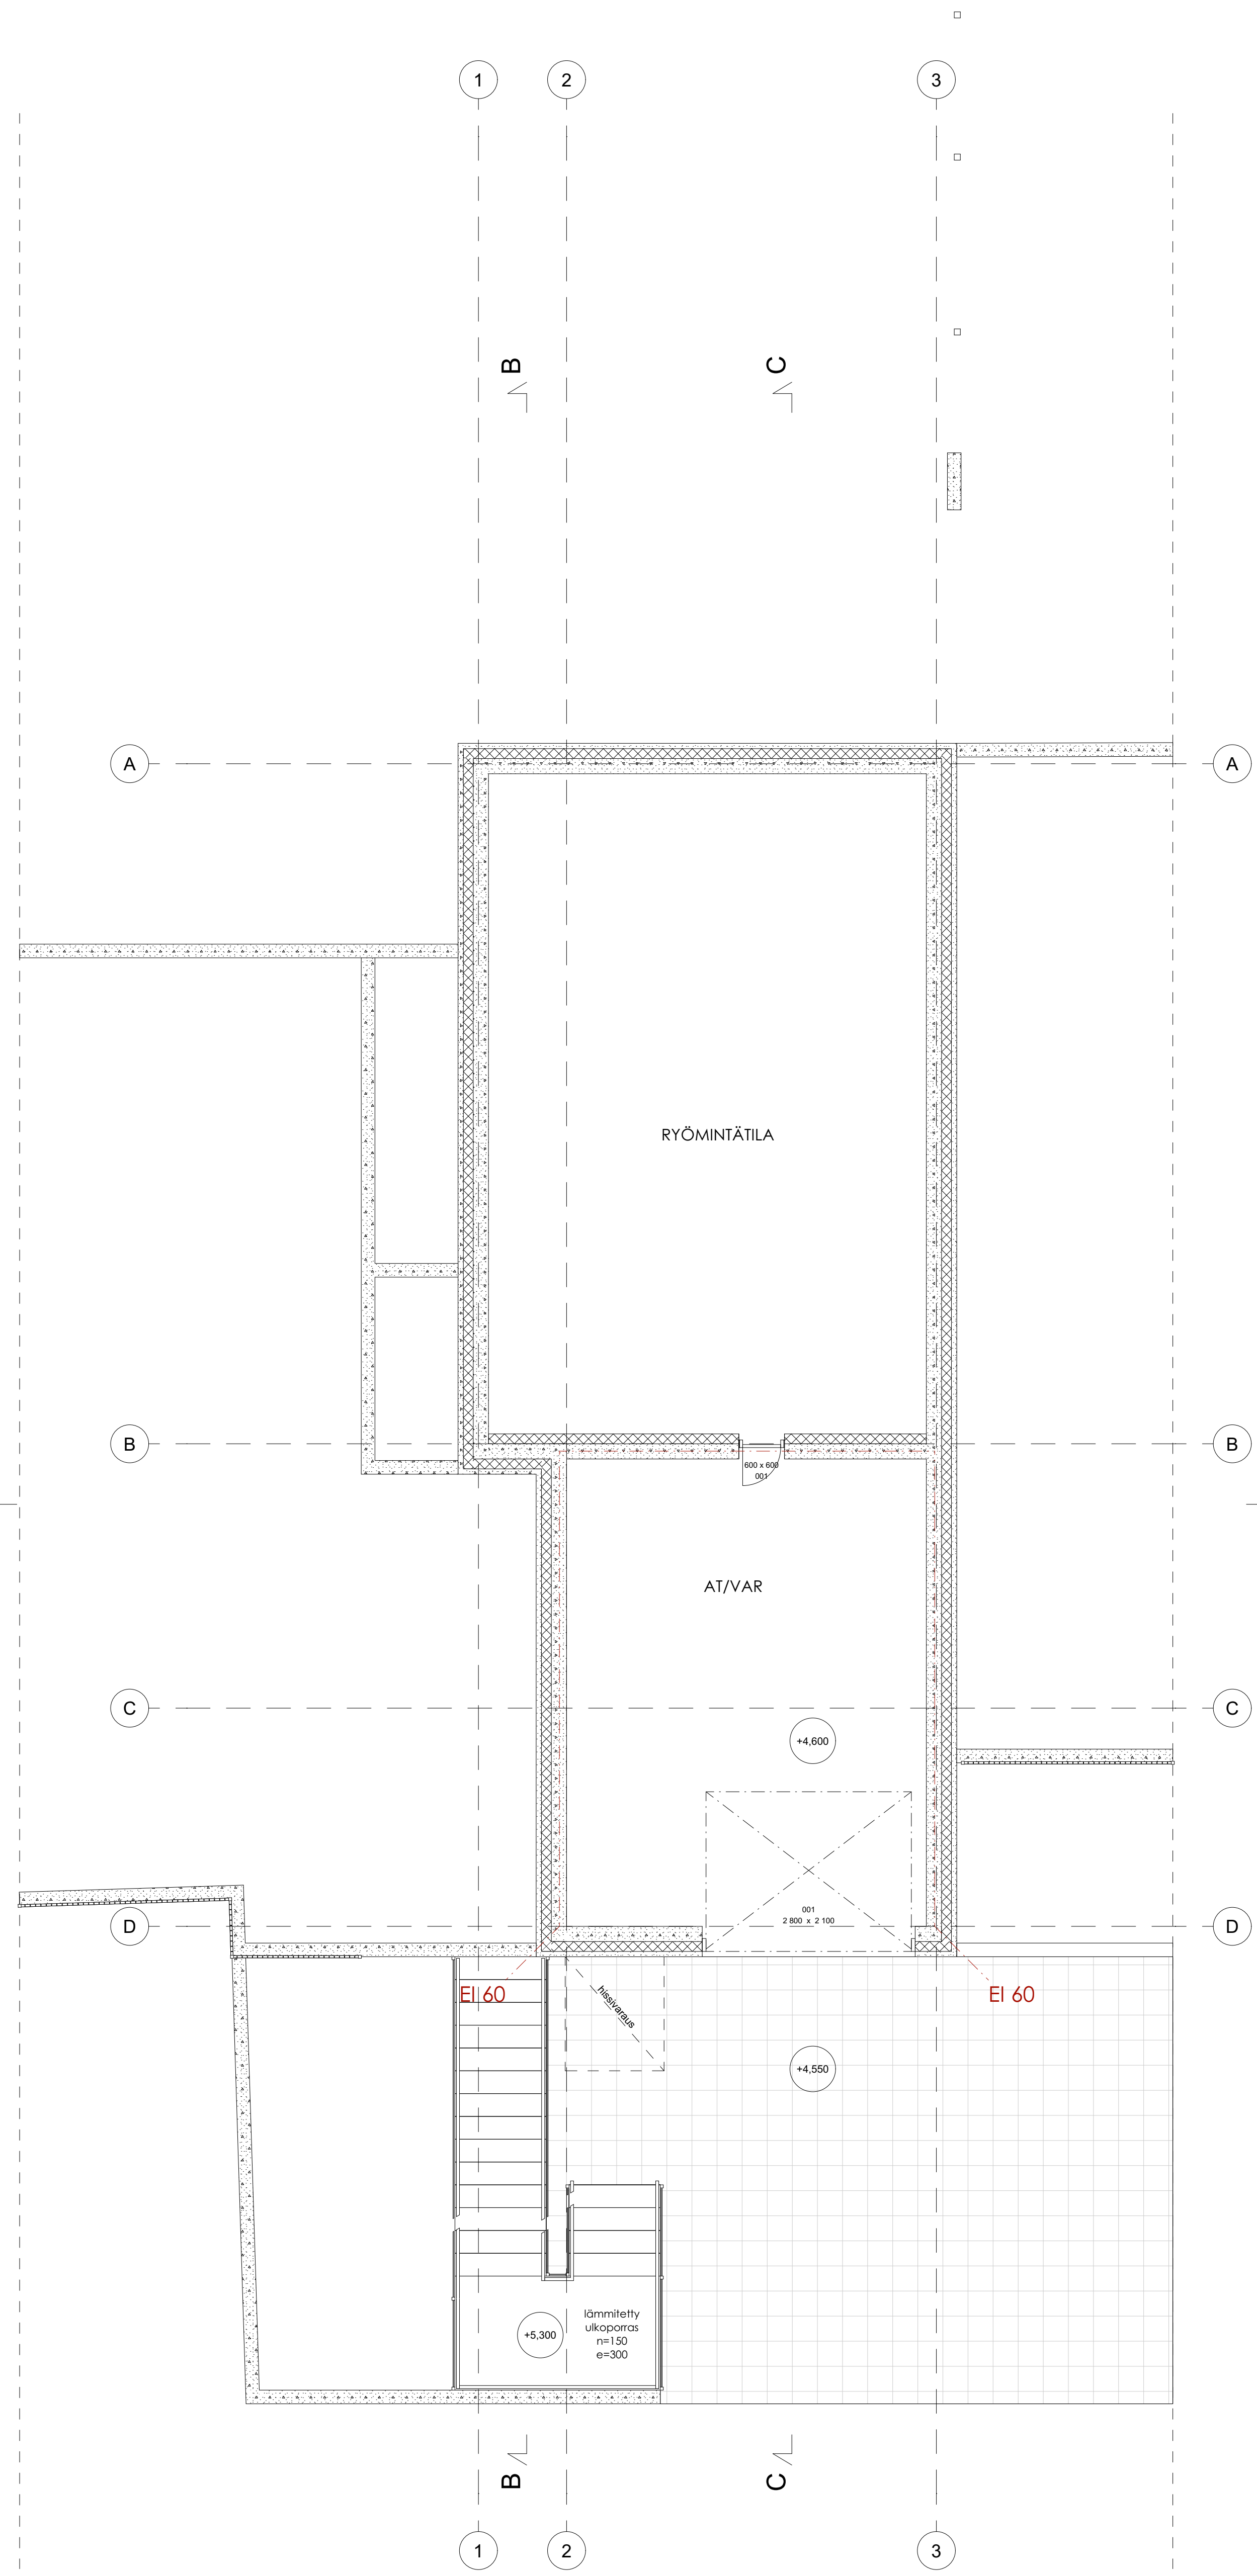 1 2 3
B C
A A
RYÖMINTÄTILA
B B
600 x 600
001
AT/VAR
C C
+4,600
001
2 800 x 2 100
D D
EI 60 EI 60
hissivaraus
+4,550
lämmitetty
ulkoporras
n=150
e=300
+5,300
B C
1 2 3